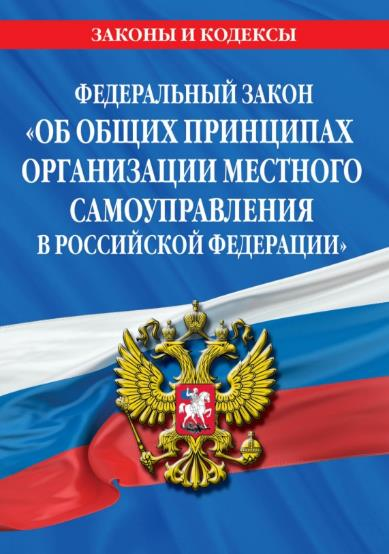 ЗАКОНЫ И КОДЕКСЫ
ФЕДЕРАЛЬНЫЙ ЗАКОН
«ОБ ОБЩИХ ПРИНЦИПАХ
ОРГАНИЗАЦИИ МЕСТНОГО
САМОУПРАВЛЕНИЯ
В РОССИЙСКОЙ ФЕДЕРАЦИИ»